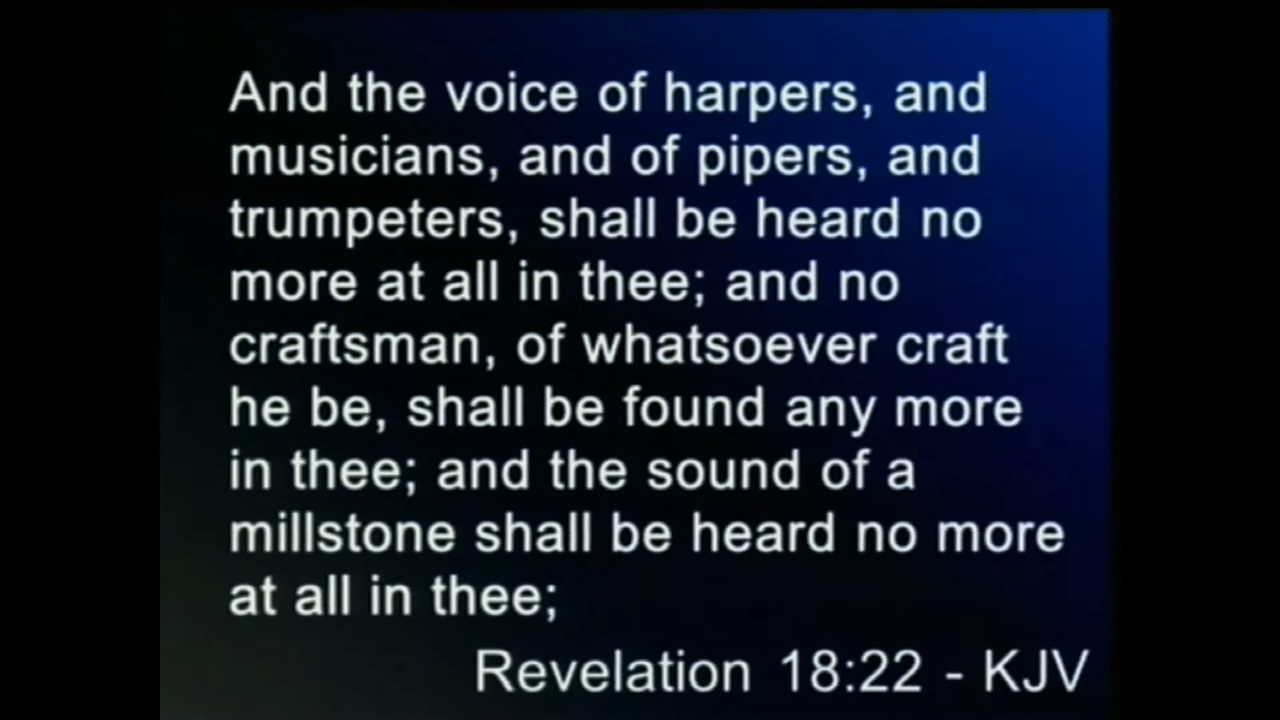 And the voice of harpers, and
musicians, and of pipers, and
trumpeters, shall be heard no
more at all in thee; and no
craftsman, of whatsoever craft
he be, shall be found any more
in thee; and the sound of a
millstone shall be heard no more
at all in thee;
Revelation 18:22 - KJV